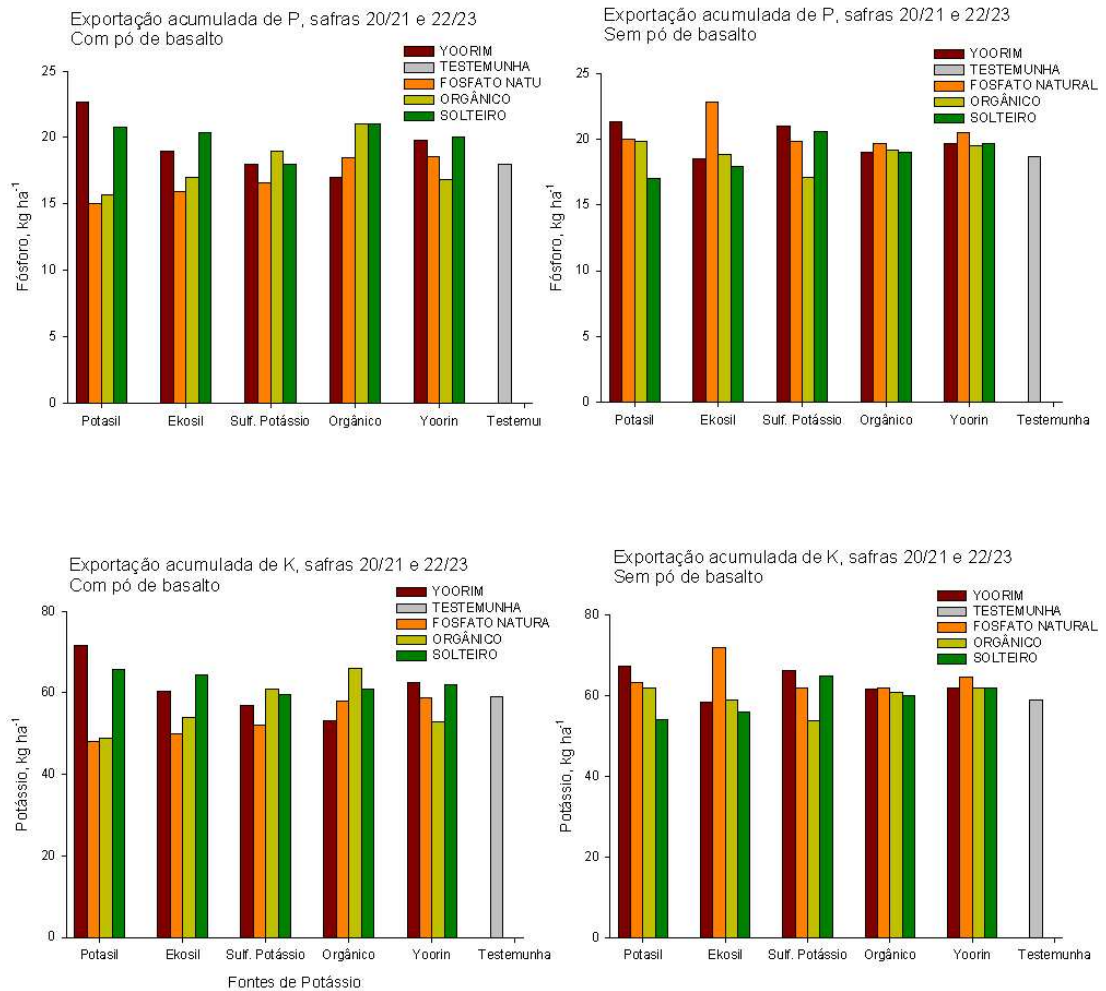 Exportação acumulada de P, safras 20/21 e 22/23
Com pó de basalto
YOORIM
TESTEMUNHA
FOSFATO NATU
ORGÂNICO
SOLTEIRO
Fósforo, kg ha-1
25
20
15
10
5
0
Potasil
Ekosil
Sulf. Potássio
Orgânico
Yoorin
Testemu
Exportação acumulada de P, safras 20/21 e 22/23
Sem pó de basalto
YOORIM
TESTEMUNHA
FOSFATO NATURAL
ORGÂNICO
SOLTEIRO
Fósforo, kg ha-1
25
20
15
10
5
0
Potasil
Ekosil
Sulf. Potássio
Orgânico
Yoorin
Testemunha
Exportação acumulada de K, safras 20/21 e 22/23
Com pó de basalto
YOORIM
TESTEMUNHA
FOSFATO NATURA
ORGÂNICO
SOLTEIRO
Potássio, kg ha-1
80
60
40
20
0
Potasil
Ekosil
Sulf. Potássio
Orgânico
Yoorin
Testemunha
Fontes de Potássio
Exportação acumulada de K, safras 20/21 e 22/23
Sem pó de basalto
YOORIM
TESTEMUNHA
FOSFATO NATURAL
ORGÂNICO
SOLTEIRO
Potássio, kg ha-1
80
60
40
20
0
Potasil
Ekosil
Sulf. Potássio
Orgânico
Yoorin
Testemunha